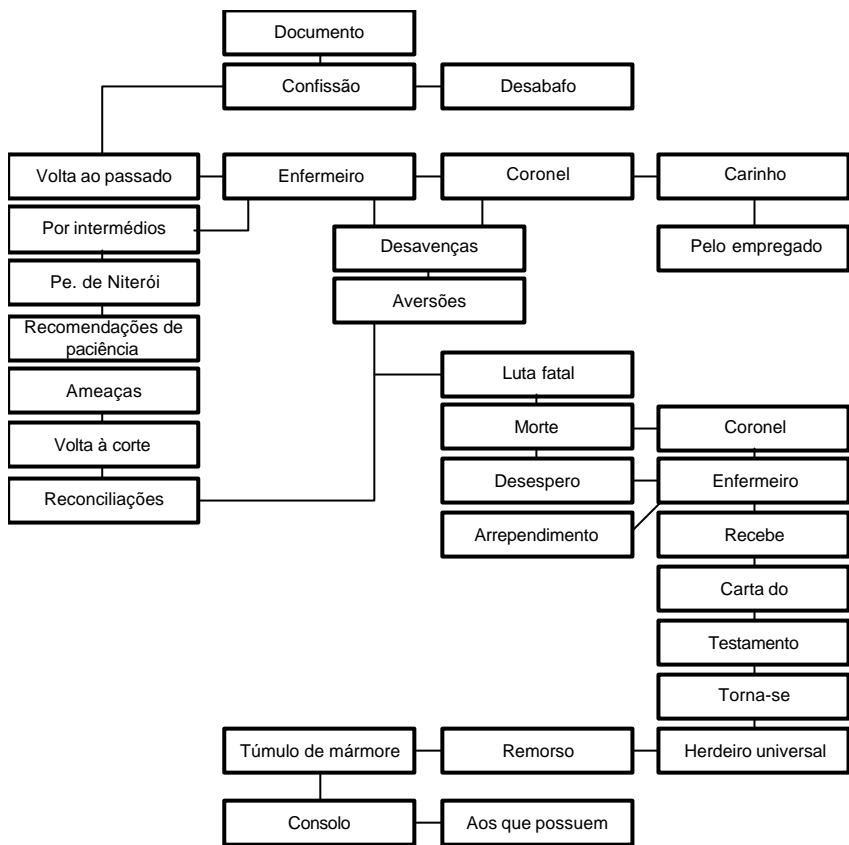 Documento
Confissão
Desabafo
Volta ao passado
Enfermeiro
Coronel
Carinho
Por intermédios
Desavenças
Pelo empregado
Pe. de Niterói
Aversões
Recomendações de
paciência
Luta fatal
Ameaças
Morte
Coronel
Volta à corte
Desespero
Enfermeiro
Reconciliações
Arrependimento
Recebe
Carta do
Testamento
Torna-se
Túmulo de mármore
Remorso
Herdeiro universal
Consolo
Aos que possuem